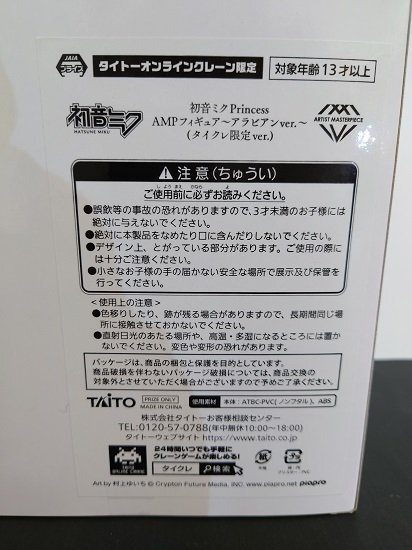 JAIA
プライズ
タイトーオンラインクレーン限定
対象年齢13才以上
初音ミク
HATSUNE MIKU
初音ミクPrincess
AMPフィギュア〜アラビアンver.〜
(タイクレ限定ver.)
ARTIST MASTERPIECE
注意(ちゅうい)
ご使用前に必ずお読みください。
●誤飲等の事故の恐れがありますので、3才未満のお子様には
絶対に与えないでください。
●絶対に本製品をなめたり口に含んだりしないでください。
●デザイン上、とがっている部分があります。ご使用の際に
は十分ご注意ください。
●小さなお子様の手の届かない安全な場所で展示及び保管を
行ってください。
<使用上の注意>
●色移りしたり、跡が残る場合がありますので、長期間同じ場
所に接触させておかないでください。
●直射日光のあたる場所や、高温・多湿になるところには置か
ないでください。変色や変形の恐れがあります。
パッケージは、商品の梱包と保護を目的としています。
商品破損を伴わないパッケージ破損については、商品交換の
対象外とさせていただく場合がございますので予めご了承ください。
TAITO
PRIZE ONLY
MADE IN CHINA
使用素材
本体:ATBC-PVC(ノンフタル)、ABS
株式会社タイトーお客様相談センター
TEL:0120-57-0788(年中無休10:00〜18:00)
タイトーウェブサイト https://www.taito.co.jp
24時間いつでも手軽に
クレーンゲームが楽しめる!
タイクレ
検索
紙
外箱
プラ
Art by 村上ゆいち © Crypton Future Media, INC. www.piapro.net piapro